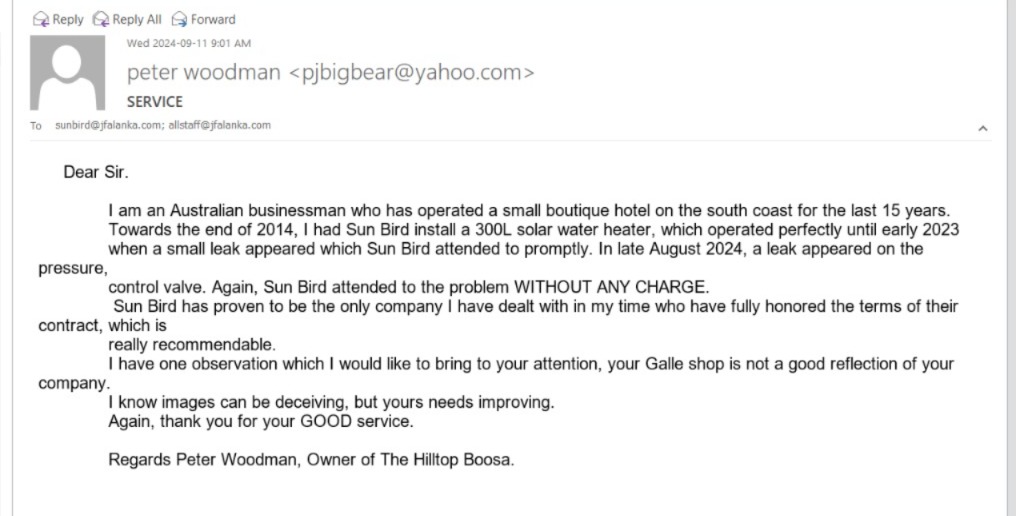 Reply Reply All Forward
Wed 2024-09-11 9:01 AM
peter woodman <pjbigbear@yahoo.com>
SERVICE
To sunbird@jfalanka.com; allstaff@jfalanka.com
Dear Sir.
I am an Australian businessman who has operated a small boutique hotel on the south coast for the last 15 years.
Towards the end of 2014, I had Sun Bird install a 300L solar water heater, which operated perfectly until early 2023
when a small leak appeared which Sun Bird attended to promptly. In late August 2024, a leak appeared on the
pressure,
control valve. Again, Sun Bird attended to the problem WITHOUT ANY CHARGE.
Sun Bird has proven to be the only company I have dealt with in my time who have fully honored the terms of their
contract, which is
really recommendable.
I have one observation which I would like to bring to your attention, your Galle shop is not a good reflection of your
company.
I know images can be deceiving, but yours needs improving.
Again, thank you for your GOOD service.
Regards Peter Woodman, Owner of The Hilltop Boosa.